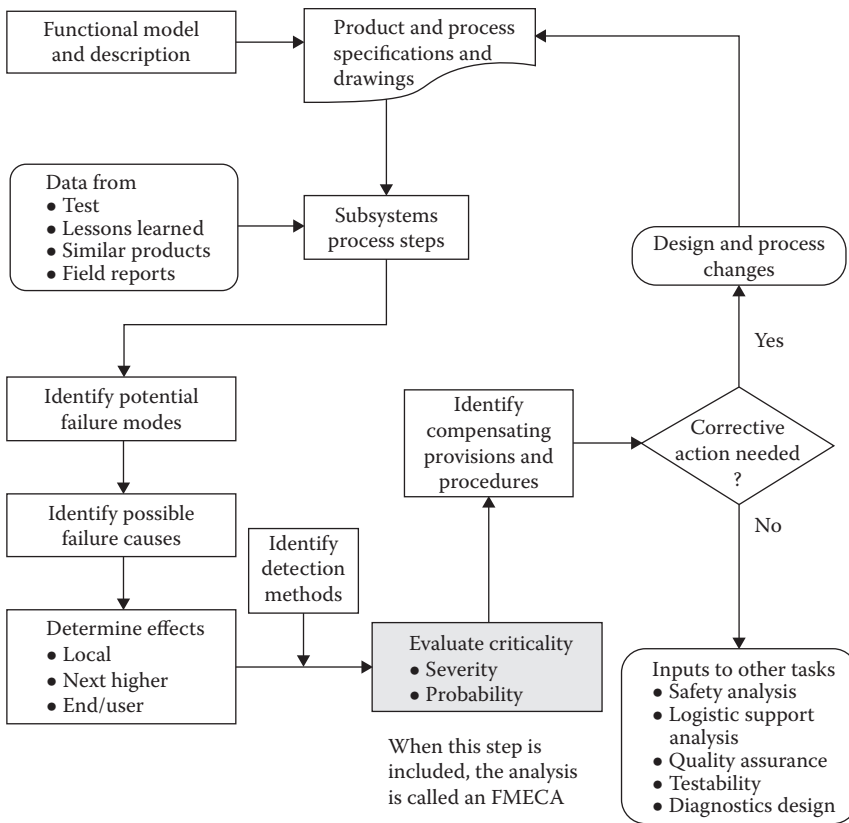 Functional model
and description
Product and process
specifications and
drawings
Data from
● Test
● Lessons learned
● Similar products
● Field reports
Subsystems
process steps
Design and process
changes
Yes
Identify potential
failure modes
Identify
compensating
provisions and
procedures
Corrective
action needed
?
No
Identify possible
failure causes
Identify
detection
methods
Determine effects
● Local
● Next higher
● End/user
Evaluate criticality
● Severity
● Probability
When this step is
included, the analysis
is called an FMECA
Inputs to other tasks
● Safety analysis
● Logistic support
analysis
● Quality assurance
● Testability
● Diagnostics design